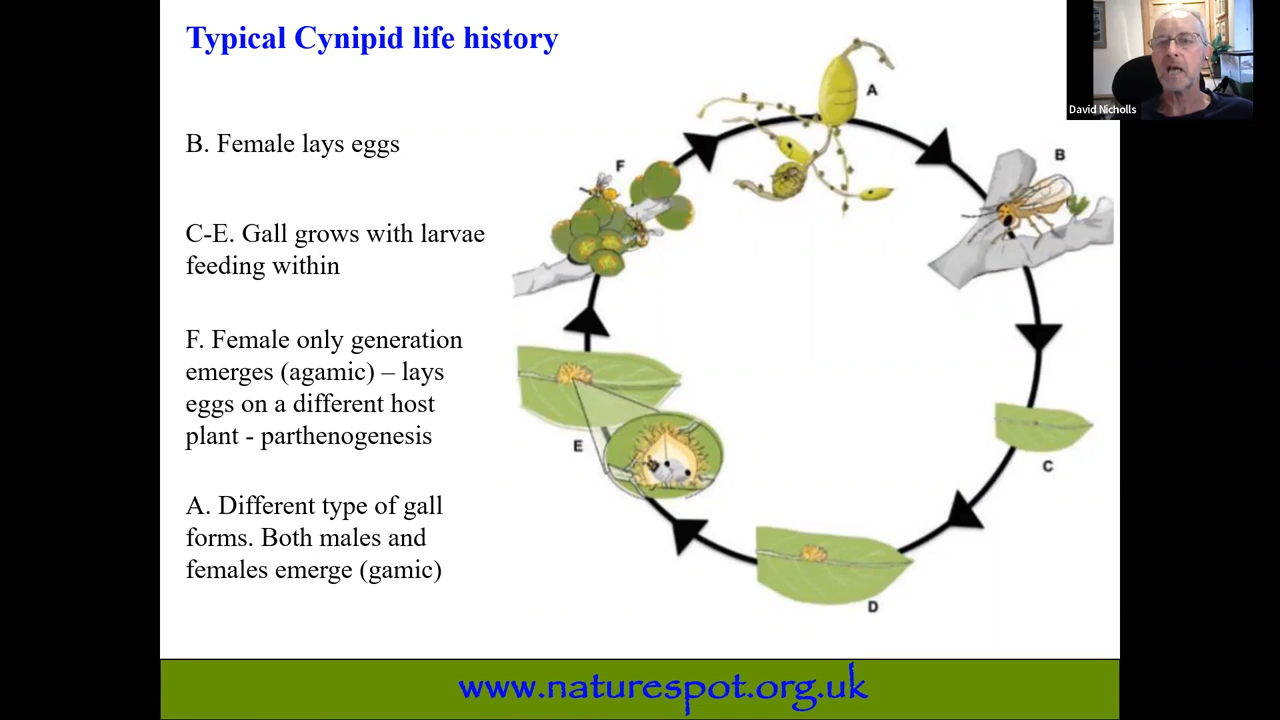 Typical Cynipid life history
David Nicholls
B. Female lays eggs
C-E. Gall grows with larvae
feeding within
F. Female only generation
emerges (agamic) – lays
eggs on a different host
plant - parthenogenesis
A. Different type of gall
forms. Both males and
females emerge (gamic)
A
B
C
D
E
F
www.naturespot.org.uk